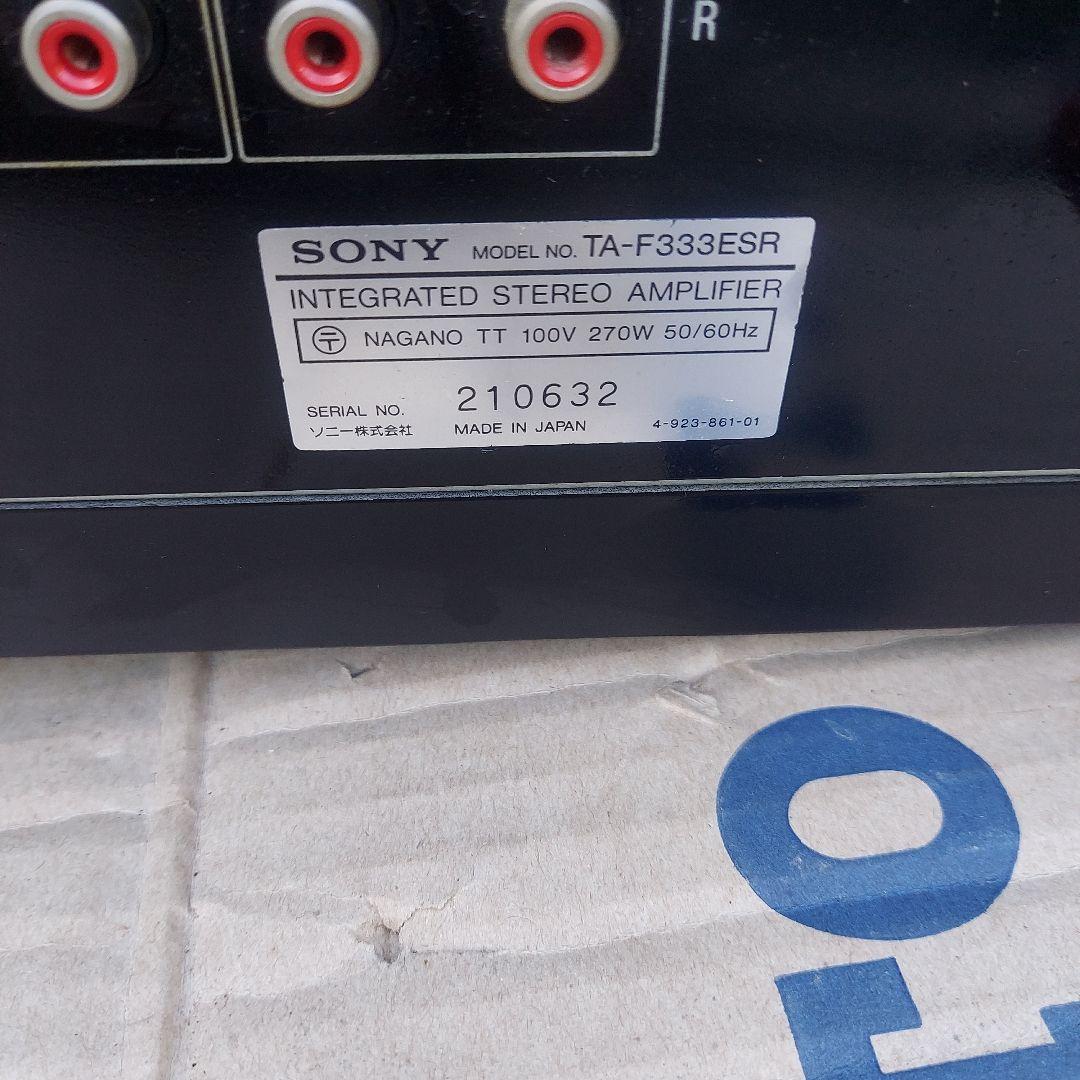 R
SONY MODEL NO. TA-F333ESR
INTEGRATED STEREO AMPLIFIER
〒 NAGANO TT 100V 270W 50/60Hz
SERIAL NO. 210632
ソニー株式会社 MADE IN JAPAN 4-923-861-01